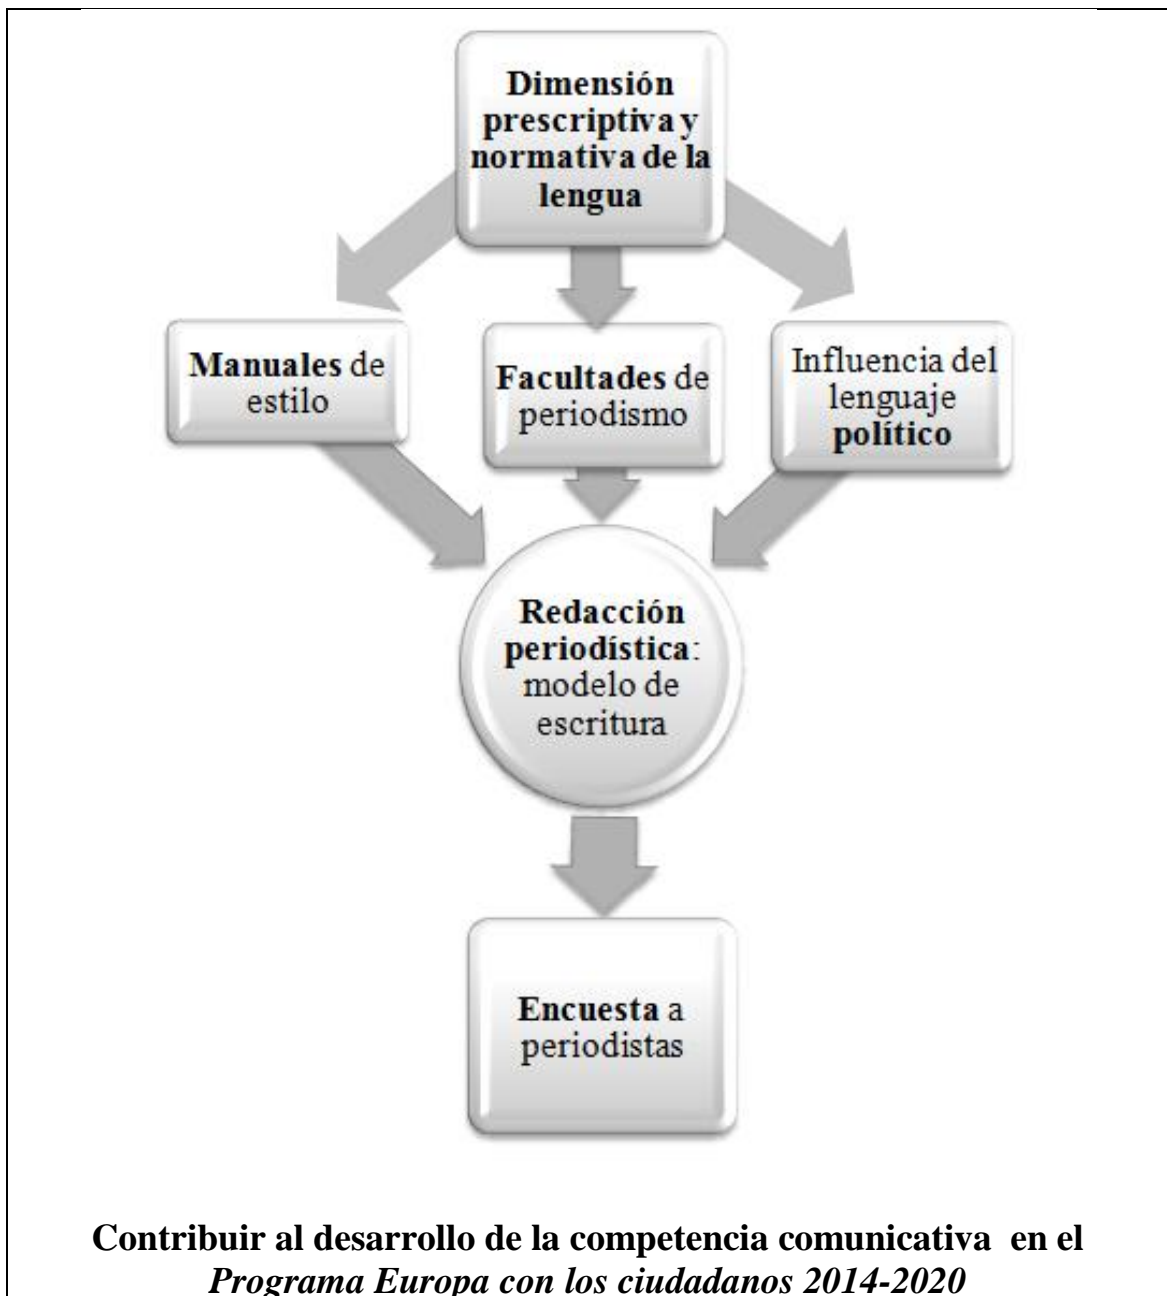 Dimensión
prescriptiva y
normativa de la
lengua
Manuales de
estilo
Facultades de
periodismo
Influencia del
lenguaje
político
Redacción
periodística:
modelo de
escritura
Encuesta a
periodistas
Contribuir al desarrollo de la competencia comunicativa en el
Programa Europa con los ciudadanos 2014-2020